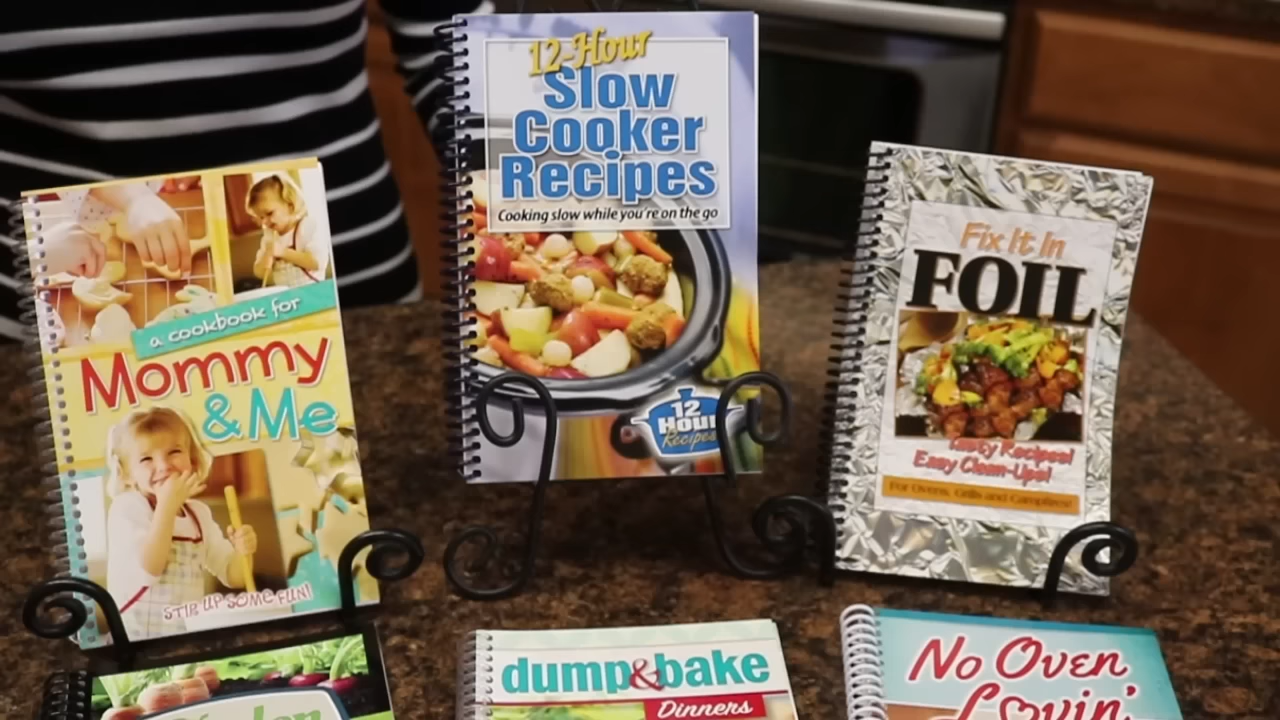 a cookbook for
Mommy
& Me
STIR UP SOME FUN!
12-Hour
Slow
Cooker
Recipes
Cooking slow while you're on the go
12
Hour
Recipes
Fix It In
FOIL
Tasty Recipes!
Easy Clean-Ups!
For Ovens, Grills and Campfires!
dump&bake
Dinners
No Oven
Lovin'